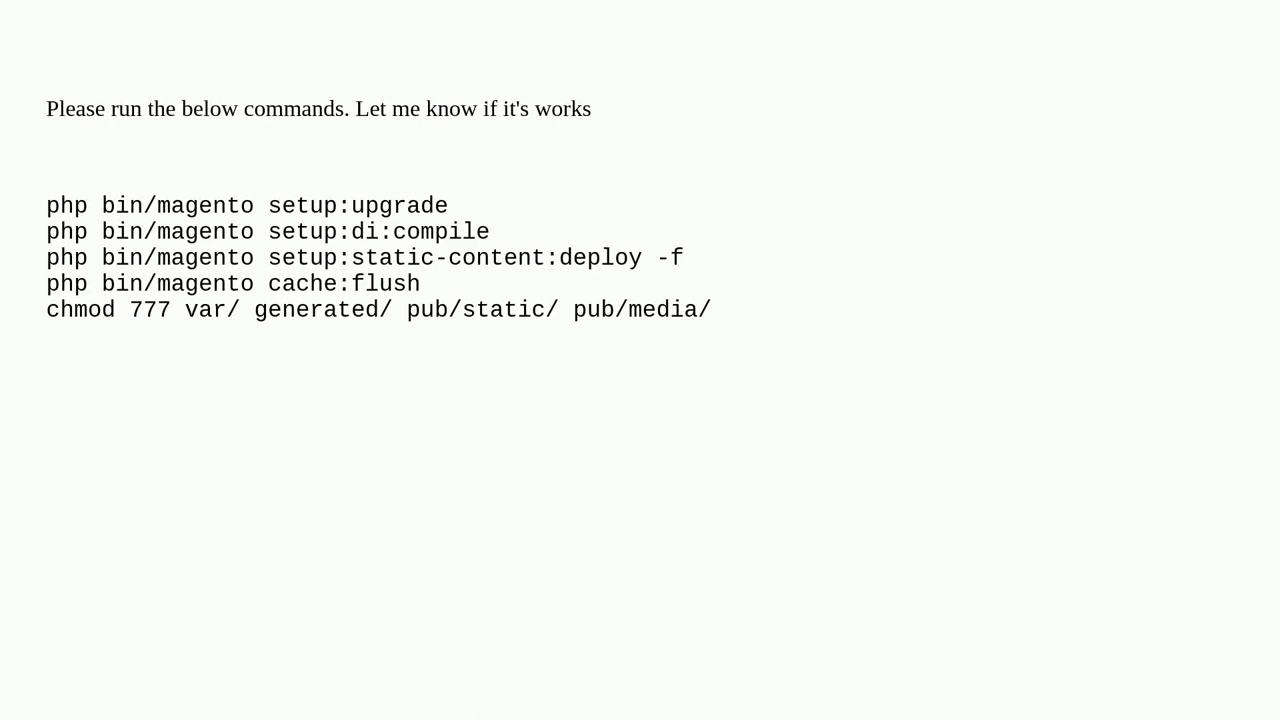 Please run the below commands. Let me know if it's works
php bin/magento setup:upgrade
php bin/magento setup:di:compile
php bin/magento setup:static-content:deploy -f
php bin/magento cache:flush
chmod 777 var/ generated/ pub/static/ pub/media/